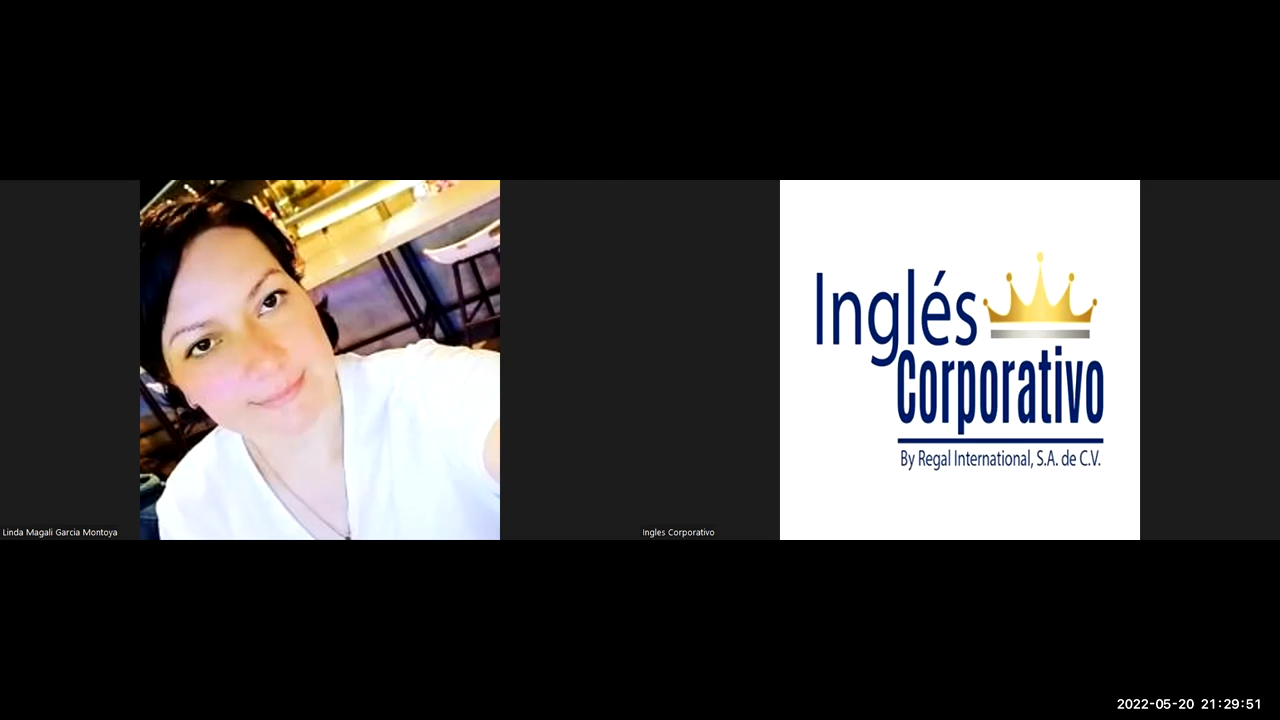 Inglés
Corporativo
By Regal International, S.A. de C.V.
Linda Magali Garcia Montoya
Ingles Corporativo
2022-05-20 21:29:51